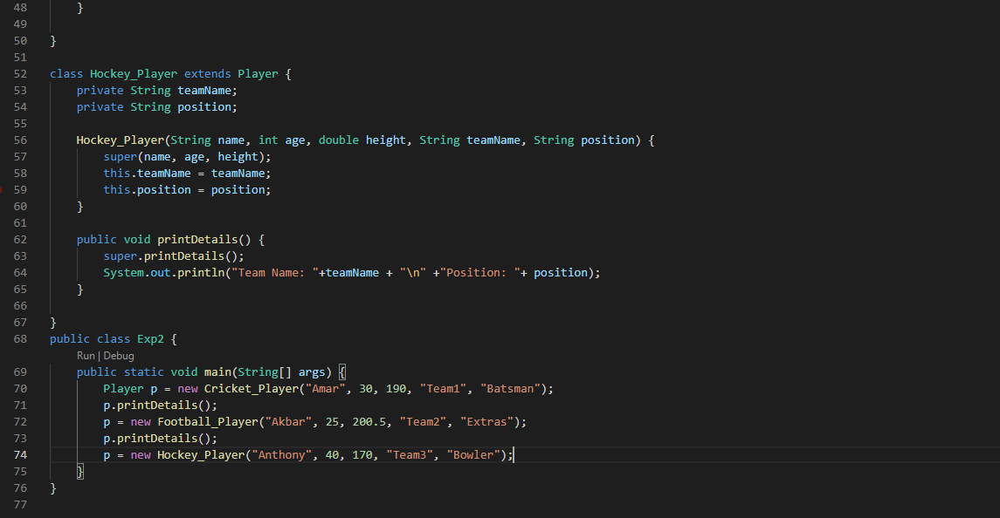 48 }
49
50 }
51
52 class Hockey_Player extends Player {
53 private String teamName;
54 private String position;
55
56 Hockey_Player(String name, int age, double height, String teamName, String position) {
57 super(name, age, height);
58 this.teamName = teamName;
59 this.position = position;
60 }
61
62 public void printDetails() {
63 super.printDetails();
64 System.out.println("Team Name: "+teamName + "\n" +"Position: "+ position);
65 }
66
67 }
68 public class Exp2 {
Run | Debug
69 public static void main(String[] args) {
70 Player p = new Cricket_Player("Amar", 30, 190, "Team1", "Batsman");
71 p.printDetails();
72 p = new Football_Player("Akbar", 25, 200.5, "Team2", "Extras");
73 p.printDetails();
74 p = new Hockey_Player("Anthony", 40, 170, "Team3", "Bowler");
75 }
76 }
77